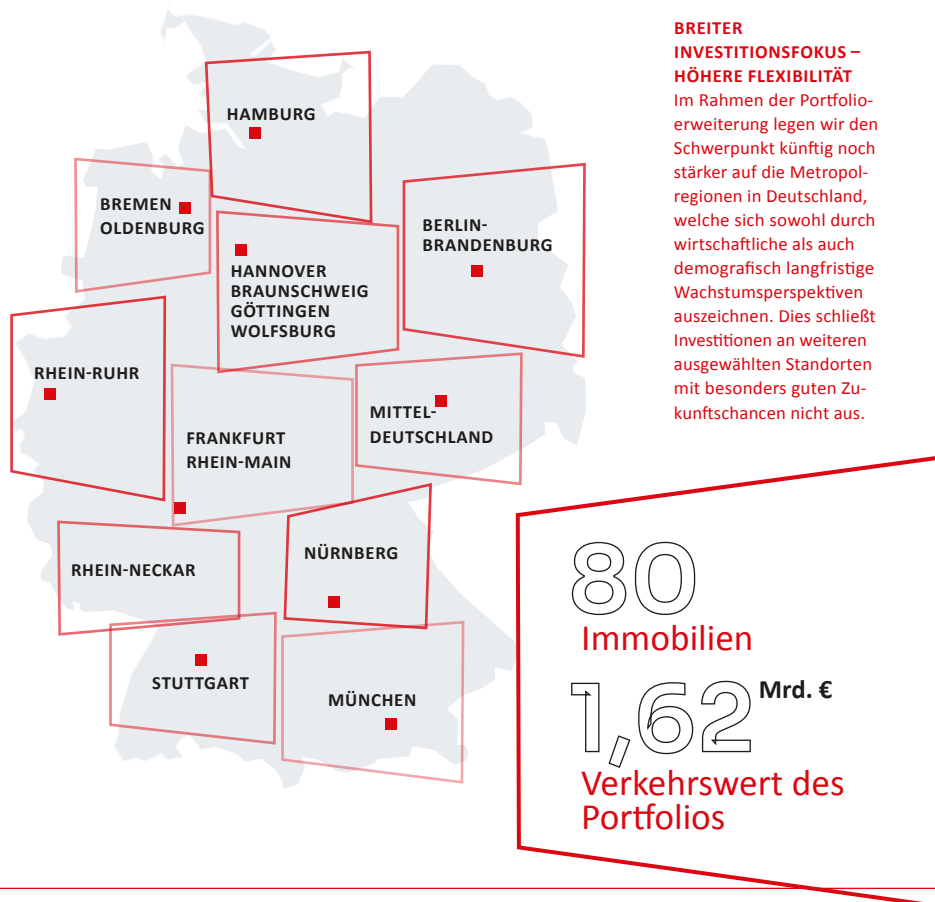 HAMBURG
BREMEN
OLDENBURG
BERLIN-
BRANDENBURG
HANNOVER
BRAUNSCHWEIG
GÖTTINGEN
WOLFSBURG
RHEIN-RUHR
MITTEL-
DEUTSCHLAND
FRANKFURT
RHEIN-MAIN
NÜRNBERG
RHEIN-NECKAR
STUTTGART
MÜNCHEN
BREITER
INVESTITIONSFOKUS –
HÖHERE FLEXIBILITÄT
Im Rahmen der Portfolio-
erweiterung legen wir den
Schwerpunkt künftig noch
stärker auf die Metropol-
regionen in Deutschland,
welche sich sowohl durch
wirtschaftliche als auch
demografisch langfristige
Wachstumsperspektiven
auszeichnen. Dies schließt
Investitionen an weiteren
ausgewählten Standorten
mit besonders guten Zu-
kunftschancen nicht aus.
80
Immobilien
1,62 Mrd. €
Verkehrswert des
Portfolios